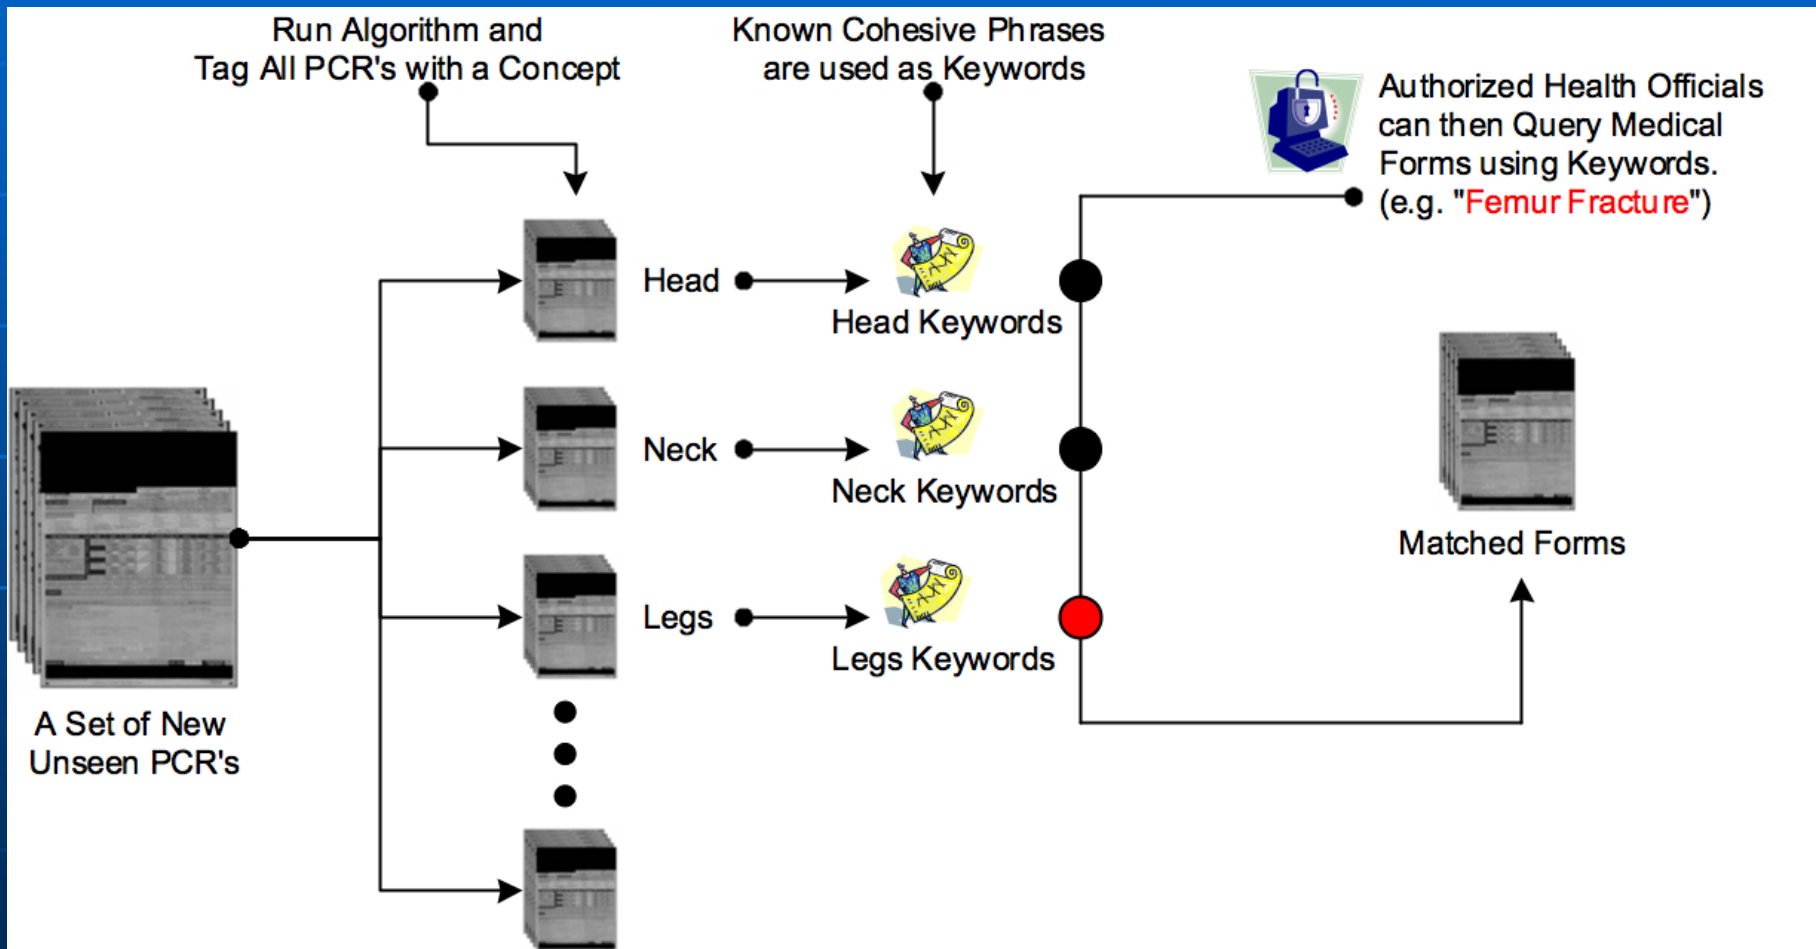 Run Algorithm and
Tag All PCR's with a Concept
Known Cohesive Phrases
are used as Keywords
Authorized Health Officials
can then Query Medical
Forms using Keywords.
(e.g. "Femur Fracture")
Head
Head Keywords
Neck
Neck Keywords
Legs
Legs Keywords
Matched Forms
A Set of New
Unseen PCR's